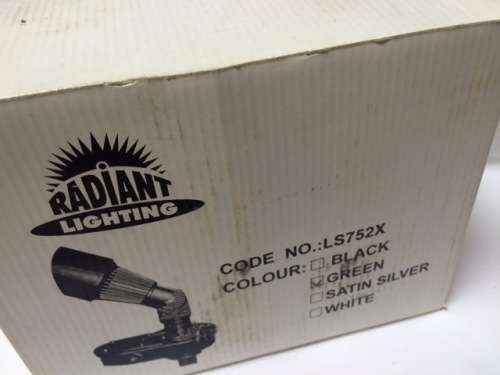 RADIANT
LIGHTING
CODE NO.:LS752X
COLOUR: BLACK
GREEN
SATIN SILVER
WHITE